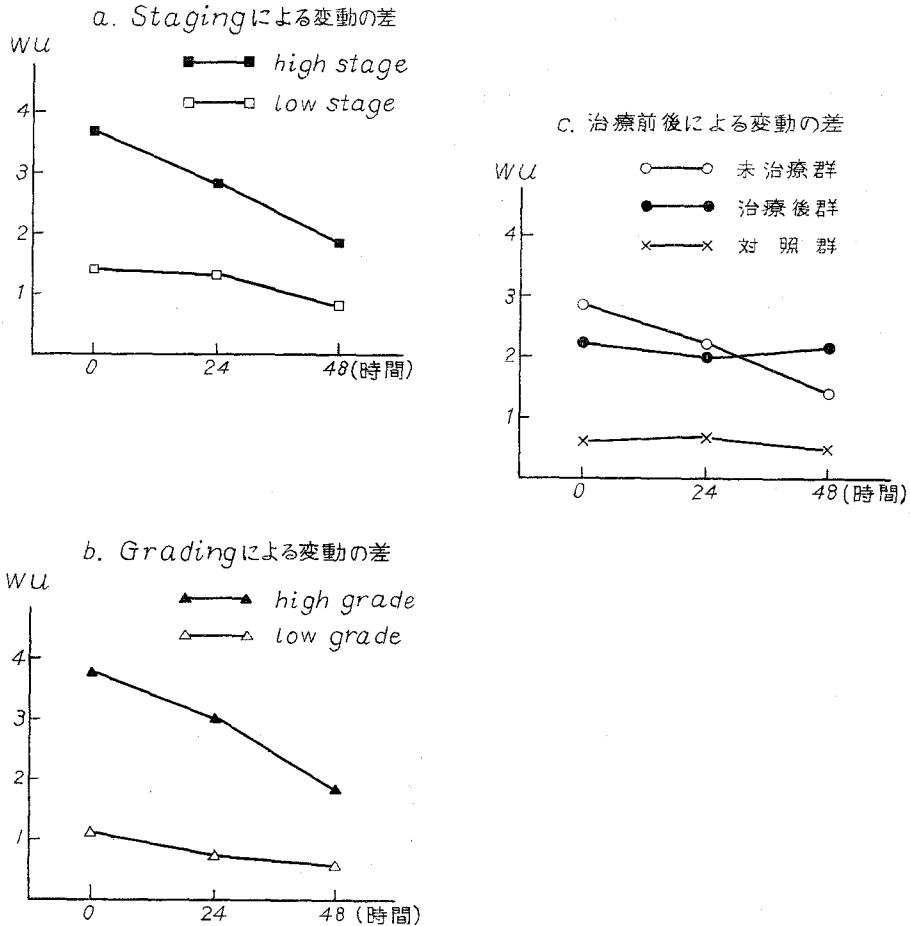 a. Stagingによる変動の差
WU
high stage
low stage
4
3
2
1
0 24 48(時間)
c. 治療前後による変動の差
WU
未治療群
治療後群
対照群
4
3
2
1
0 24 48(時間)
b. Gradingによる変動の差
WU
high grade
low grade
4
3
2
1
0 24 48(時間)